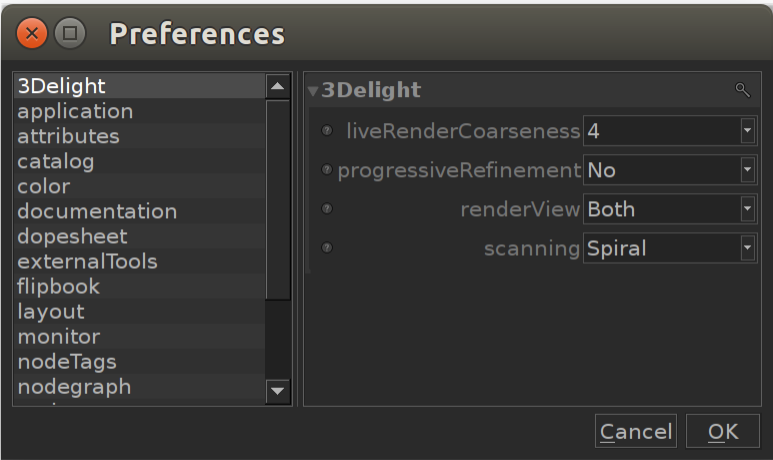 Preferences
3Delight
application
attributes
catalog
color
documentation
dopesheet
externalTools
flipbook
layout
monitor
nodeTags
nodegraph
3Delight
liveRenderCoarseness 4
progressiveRefinement No
renderView Both
scanning Spiral
Cancel OK